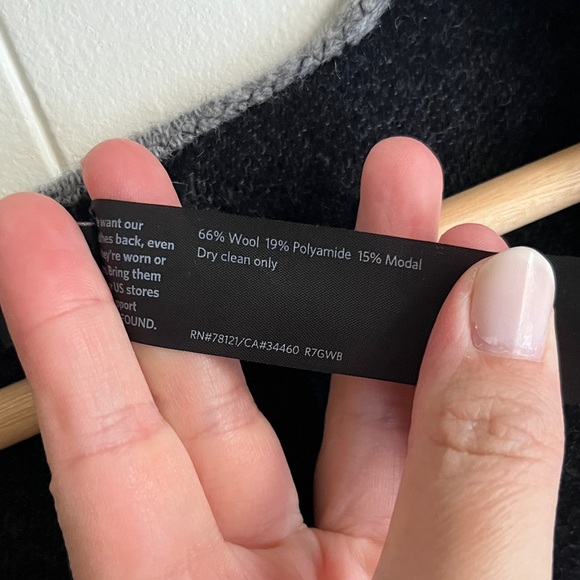 want our
back, even
worn or
Bring them
US stores
FOUND.
66% Wool 19% Polyamide 15% Modal
Dry clean only
RN#78121/CA#34460 R7GWB